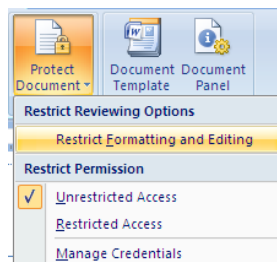 Protect Document
Document Template
Document Panel
Restrict Reviewing Options
Restrict Formatting and Editing
Restrict Permission
Unrestricted Access
Restricted Access
Manage Credentials